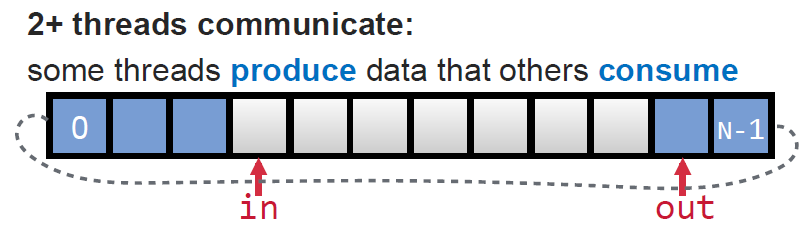 2+ threads communicate:
some threads produce data that others consume
0 N-1
in out